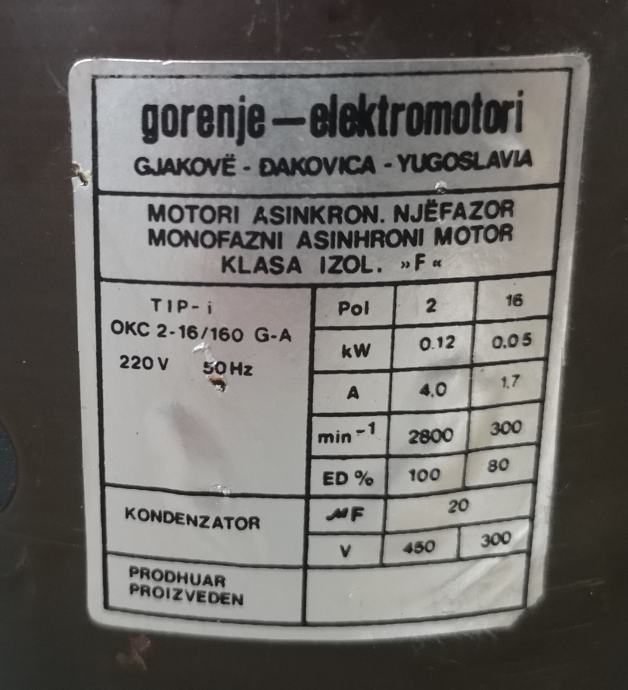 gorenje—elektromotori
GJAKOVË - ĐAKOVICA - YUGOSLAVIA
MOTORI ASINKRON. NJËFAZOR
MONOFAZNI ASINHRONI MOTOR
KLASA IZOL. »F«
TIP-i
OKC 2-16/160 G-A
220V 50Hz
Pol 2 16
kW 0.12 0.05
A 4.0 1.7
min⁻¹ 2800 300
ED % 100 80
KONDENZATOR
µF 20
V 450 300
PRODHUAR
PROIZVEDEN